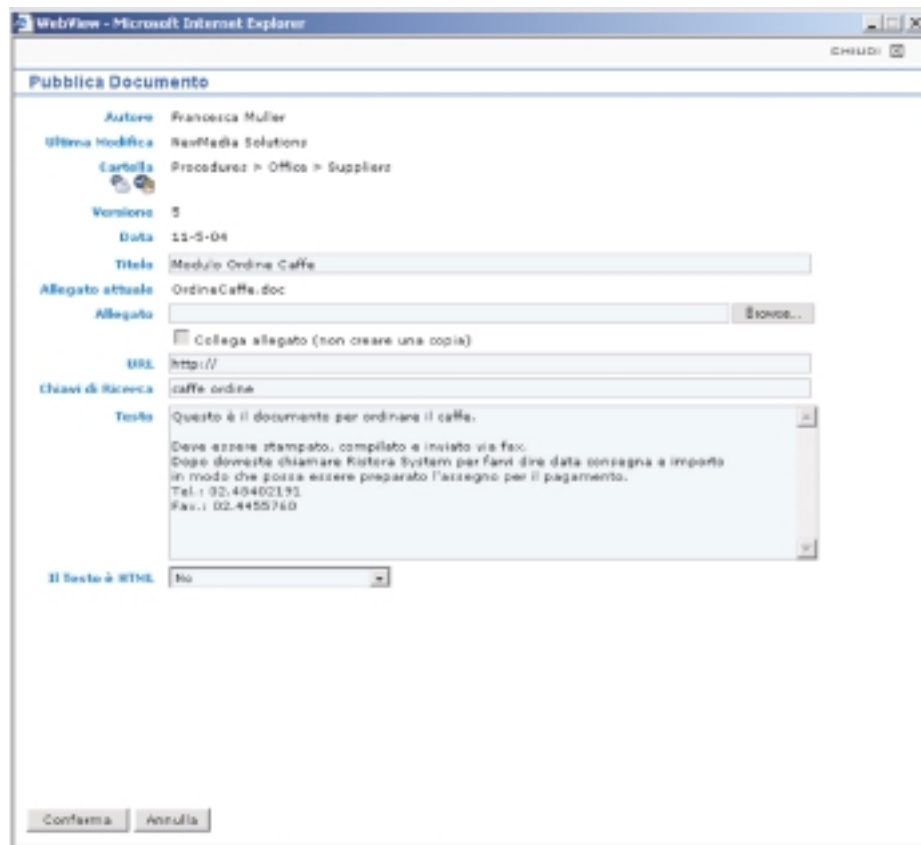 WebView - Microsoft Internet Explorer
CHIUDI
Pubblica Documento
Autore Francesca Muller
Ultima Modifica NewMedia Solutions
Cartella Procedures > Office > Suppliers
Versione 5
Data 11-5-04
Titolo Modulo Ordine Caffe
Allegato attuale OrdineCaffe.doc
Allegato Browse...
Collega allegato (non creare una copia)
URL http://
Chiavi di Ricerca caffe ordine
Testo Questo è il documento per ordinare il caffe.
Deve essere stampato, compilato e inviato via fax.
Dopo dovreste chiamare Ristora System per farvi dire data consegna e importo
in modo che possa essere preparato l'assegno per il pagamento.
Tel.: 02.48402191
Fax.: 02.4455760
Il Testo è HTML No
Conferma Annulla